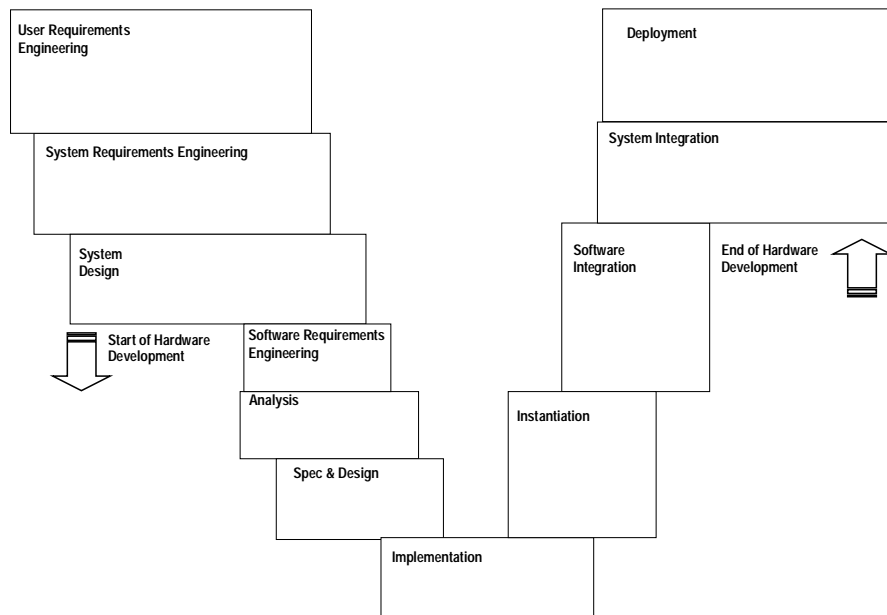 User Requirements
Engineering
Deployment
System Requirements Engineering
System Integration
System
Design
Software
Integration
End of Hardware
Development
Start of Hardware
Development
Software Requirements
Engineering
Analysis
Instantiation
Spec & Design
Implementation